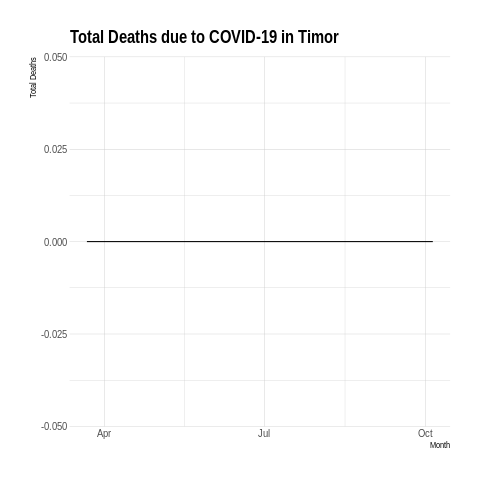 Total Deaths due to COVID-19 in Timor
Total Deaths
0.050
0.025
0.000
-0.025
-0.050
Apr Jul Oct
Month